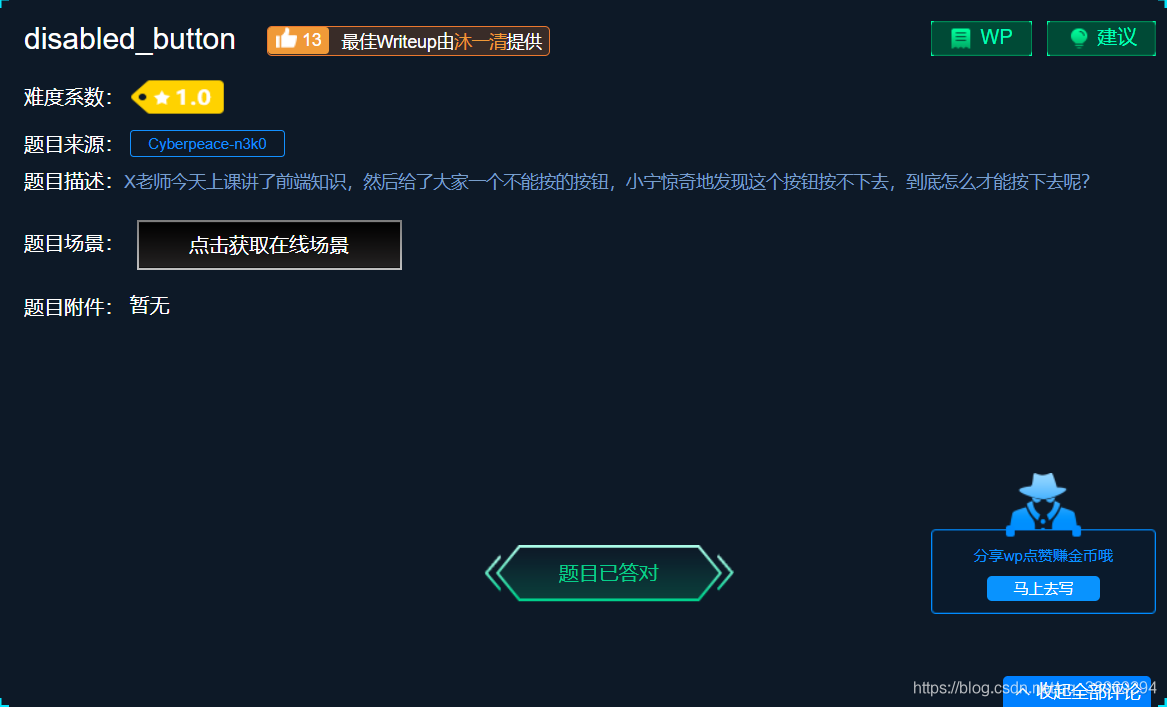 disabled_button 13 最佳Writeup由沐一清提供 WP 建议
难度系数： 1.0
题目来源： Cyberpeace-n3k0
题目描述：X老师今天上课讲了前端知识，然后给了大家一个不能按的按钮，小宁惊奇地发现这个按钮按不下去，到底怎么才能按下去呢？
题目场景： 点击获取在线场景
题目附件： 暂无
分享wp点赞赚金币哦
题目已答对
马上去写
收起全部评论
https://blog.csdn.net